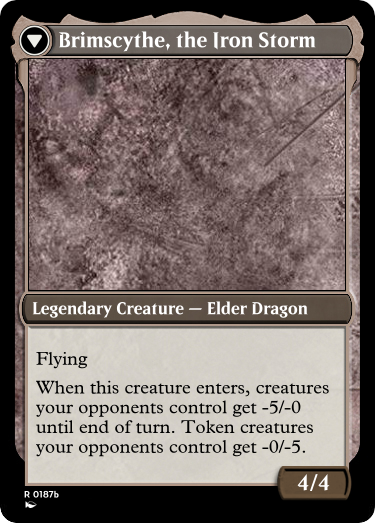 Brimscythe, the Iron Storm
Legendary Creature — Elder Dragon
Flying
When this creature enters, creatures
your opponents control get -5/-0
until end of turn. Token creatures
your opponents control get -0/-5.
4/4
R 0187b